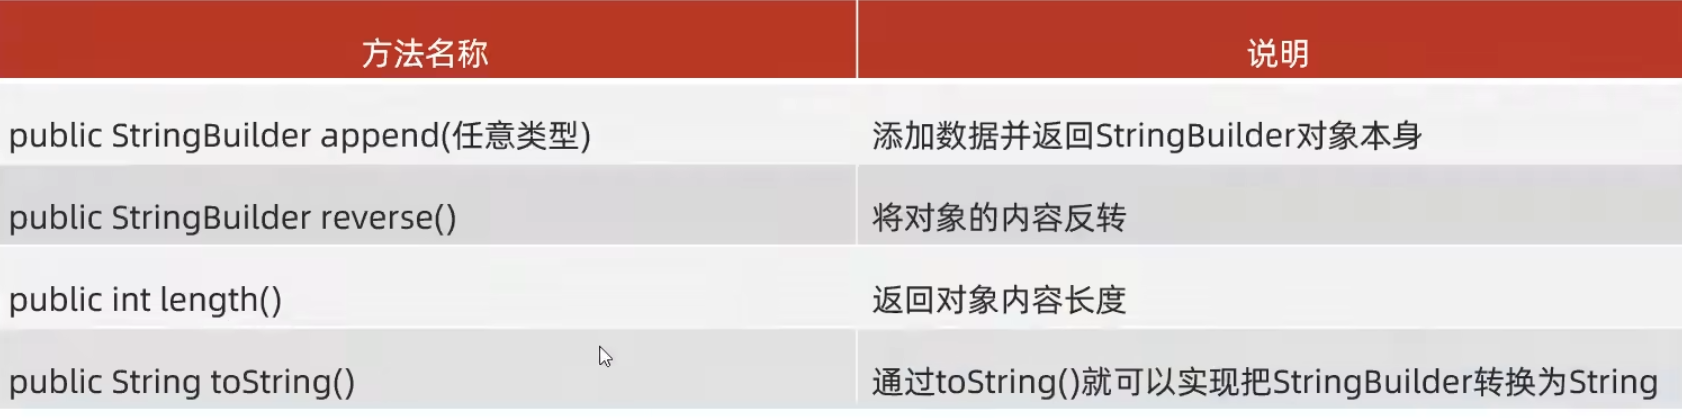 方法名称 说明
public StringBuilder append(任意类型) 添加数据并返回StringBuilder对象本身
public StringBuilder reverse() 将对象的内容反转
public int length() 返回对象内容长度
public String toString() 通过toString()就可以实现把StringBuilder转换为String